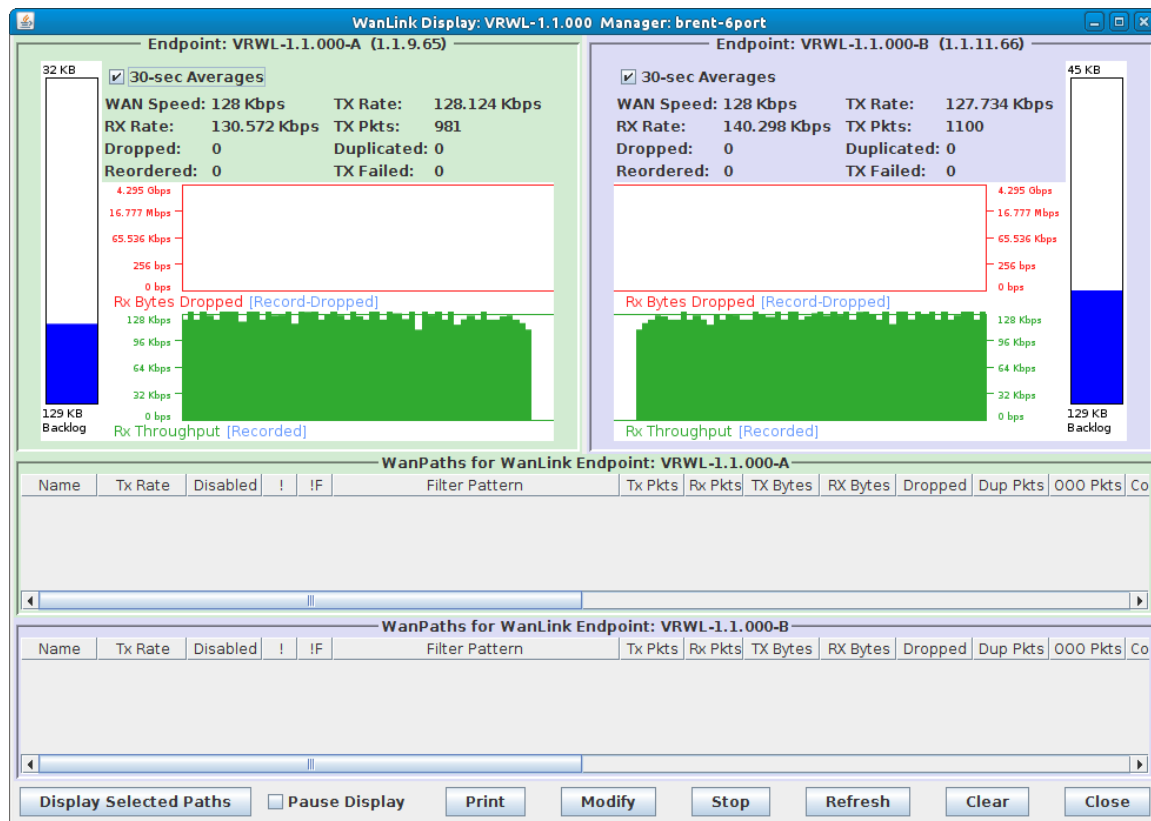 WanLink Display: VRWL-1.1.000 Manager: brent-6port
Endpoint: VRWL-1.1.000-A (1.1.9.65)
32 KB
30-sec Averages
WAN Speed: 128 Kbps TX Rate: 128.124 Kbps
RX Rate: 130.572 Kbps TX Pkts: 981
Dropped: 0 Duplicated: 0
Reordered: 0 TX Failed: 0
4.295 Gbps
16.777 Mbps
65.536 Kbps
256 bps
0 bps
Rx Bytes Dropped [Record-Dropped]
128 Kbps
96 Kbps
64 Kbps
32 Kbps
0 bps
Rx Throughput [Recorded]
129 KB
Backlog
Endpoint: VRWL-1.1.000-B (1.1.11.66)
45 KB
30-sec Averages
WAN Speed: 128 Kbps TX Rate: 127.734 Kbps
RX Rate: 140.298 Kbps TX Pkts: 1100
Dropped: 0 Duplicated: 0
Reordered: 0 TX Failed: 0
4.295 Gbps
16.777 Mbps
65.536 Kbps
256 bps
0 bps
Rx Bytes Dropped [Record-Dropped]
128 Kbps
96 Kbps
64 Kbps
32 Kbps
0 bps
Rx Throughput [Recorded]
129 KB
Backlog
WanPaths for WanLink Endpoint: VRWL-1.1.000-A
Name Tx Rate Disabled ! !F Filter Pattern Tx Pkts Rx Pkts TX Bytes RX Bytes Dropped Dup Pkts OOO Pkts Co
WanPaths for WanLink Endpoint: VRWL-1.1.000-B
Name Tx Rate Disabled ! !F Filter Pattern Tx Pkts Rx Pkts TX Bytes RX Bytes Dropped Dup Pkts OOO Pkts Co
Display Selected Paths Pause Display Print Modify Stop Refresh Clear Close